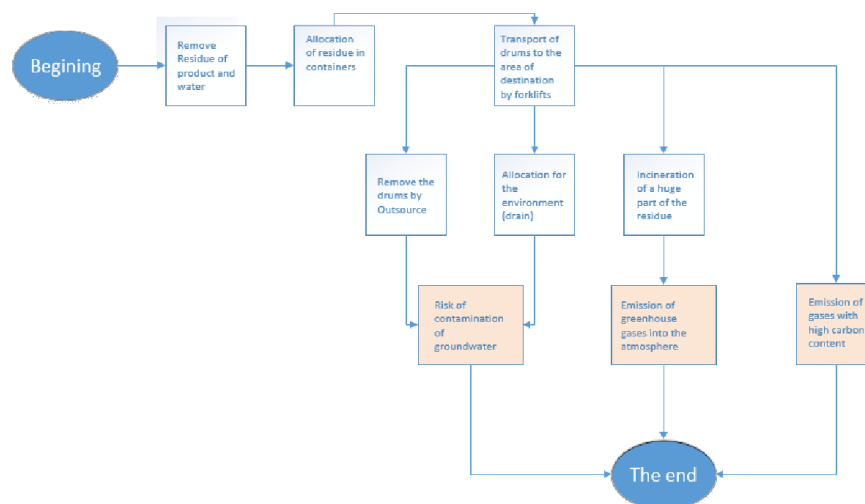 Begining
Remove
Residue of
product and
water
Allocation
of residue in
containers
Transport of
drums to the
area of
destination
by forklifts
Remove the
drums by
Outsource
Allocation for
the
environment
(drain)
Incineration
of a huge
part of the
residue
Risk of
contamination
of
groundwater
Emission of
greenhouse
gases into the
atmosphere
Emission of
gases with
high carbon
content
The end